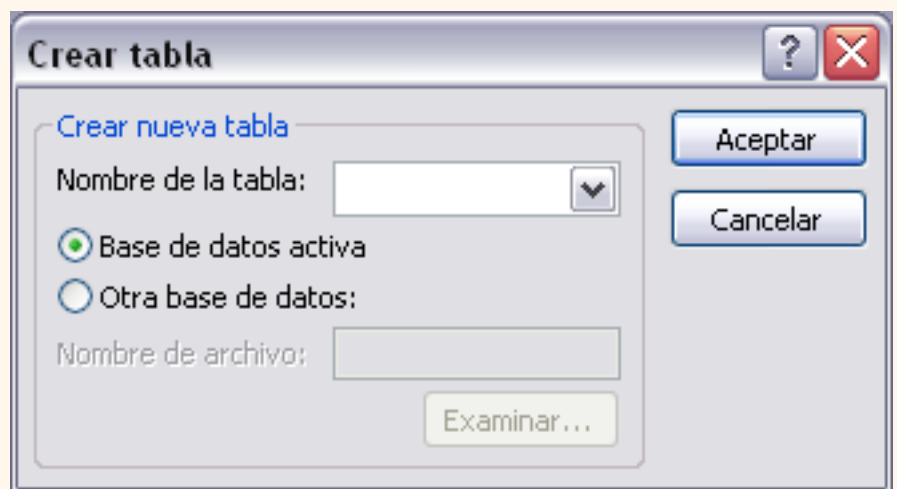 Crear tabla
Crear nueva tabla
Nombre de la tabla:
Base de datos activa
Otra base de datos:
Nombre de archivo:
Examinar...
Aceptar
Cancelar